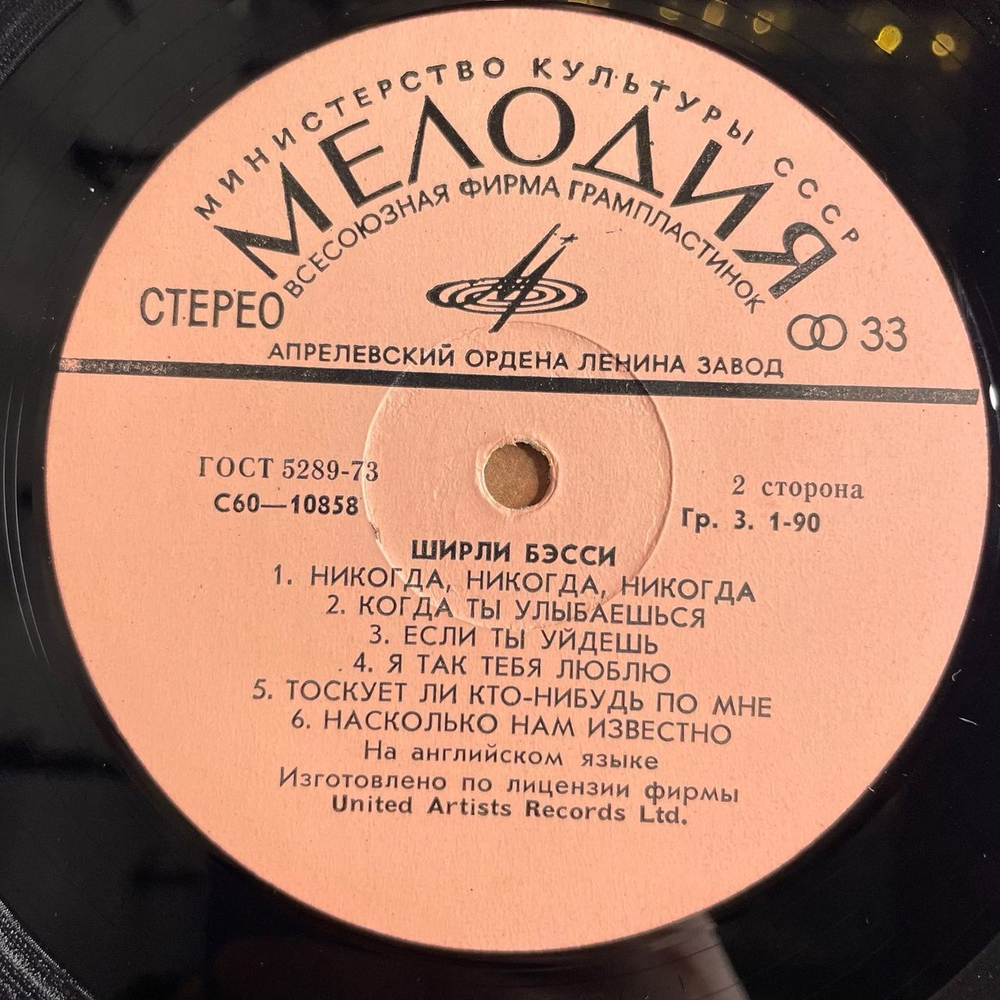 МИНИСТЕРСТВО КУЛЬТУРЫ СССР
МЕЛОДИЯ
ВСЕСОЮЗНАЯ ФИРМА ГРАМПЛАСТИНОК
СТЕРЕО
33
АПРЕЛЕВСКИЙ ОРДЕНА ЛЕНИНА ЗАВОД
ГОСТ 5289-73
С60—10858
2 сторона
Гр. 3. 1-90
ШИРЛИ БЭССИ
1. НИКОГДА, НИКОГДА, НИКОГДА
2. КОГДА ТЫ УЛЫБАЕШЬСЯ
3. ЕСЛИ ТЫ УЙДЕШЬ
4. Я ТАК ТЕБЯ ЛЮБЛЮ
5. ТОСКУЕТ ЛИ КТО-НИБУДЬ ПО МНЕ
6. НАСКОЛЬКО НАМ ИЗВЕСТНО
На английском языке
Изготовлено по лицензии фирмы
United Artists Records Ltd.